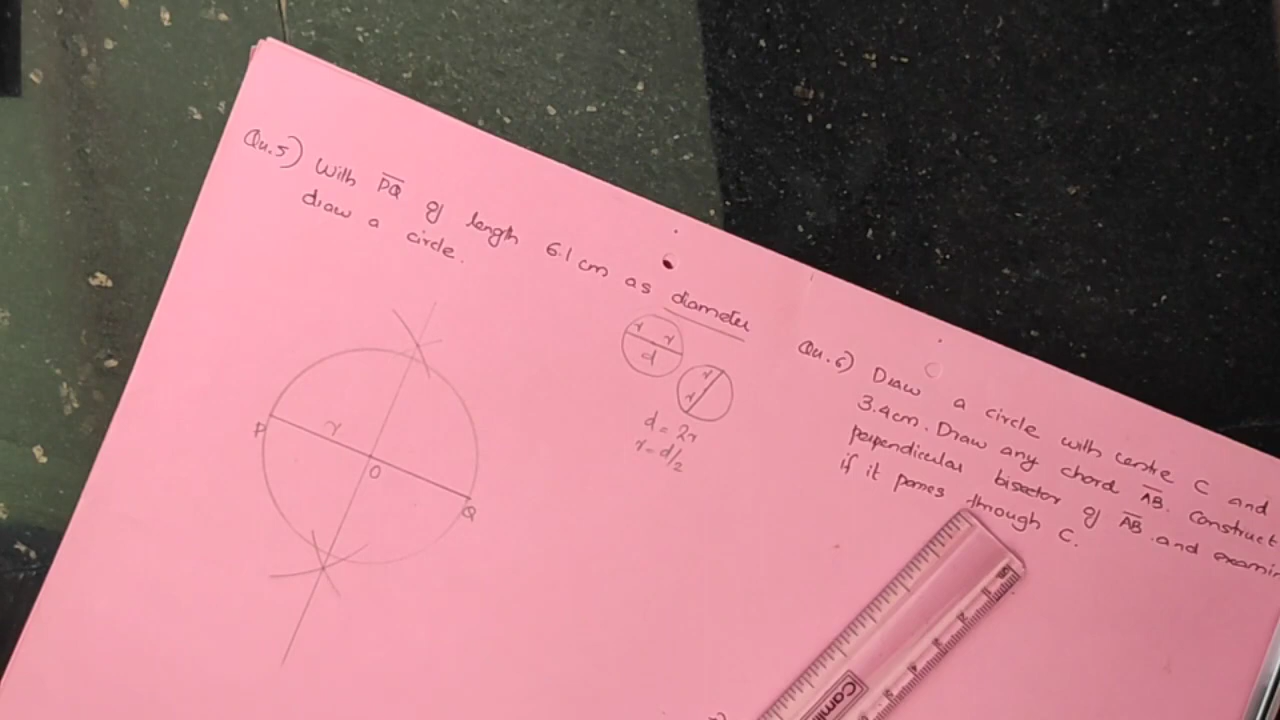 Qu.5) With PQ of length 6.1 cm as diameter
draw a circle.
P
r
O
Q
r r
d
r
r
d = 2r
r = d/2
Qu.6) Draw a circle with centre C and
3.4cm. Draw any chord AB. Construct
perpendicular bisector of AB and examin
if it passes through C.
Camli